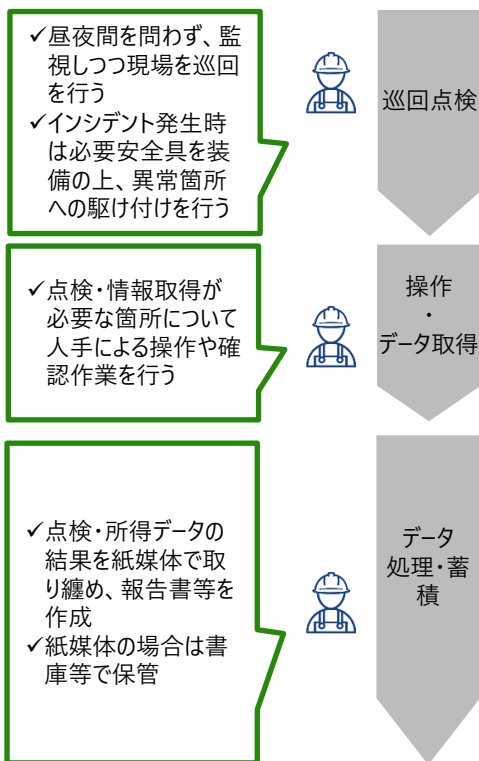 ✓昼夜間を問わず、監
視しつつ現場を巡回
を行う
✓インシデント発生時
は必要安全具を装
備の上、異常箇所
への駆け付けを行う
巡回点検
✓点検・情報取得が
必要な箇所について
人手による操作や確
認作業を行う
操作
・
データ取得
✓点検・所得データの
結果を紙媒体で取
り纏め、報告書等を
作成
✓紙媒体の場合は書
庫等で保管
データ
処理・蓄
積